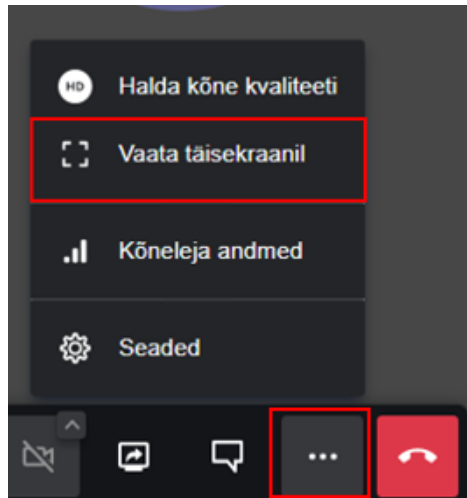 HD
Halda kõne kvaliteeti
Vaata täisekraanil
Kõneleja andmed
Seaded